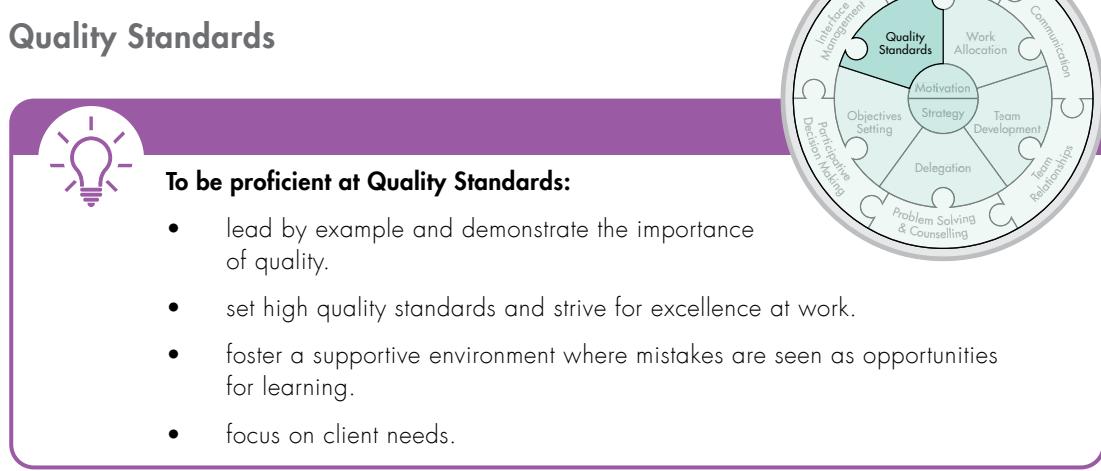 Quality Standards
Interface
Management
Quality
Standards
Work
Allocation
Communication
Motivation
Strategy
Objectives
Setting
Team
Development
Participative
Decision Making
Delegation
Team
Relationships
Problem Solving
& Counselling
To be proficient at Quality Standards:
• lead by example and demonstrate the importance
of quality.
• set high quality standards and strive for excellence at work.
• foster a supportive environment where mistakes are seen as opportunities
for learning.
• focus on client needs.